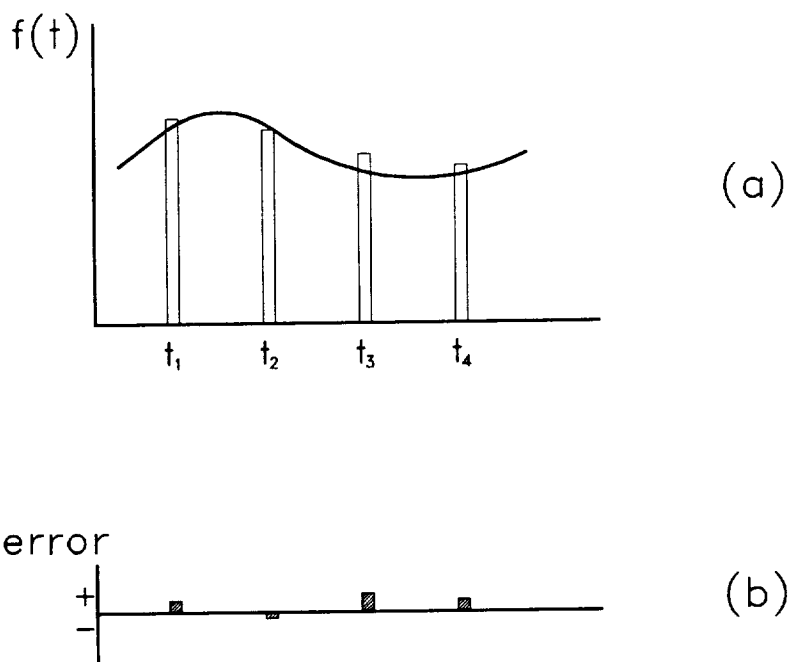 f(t)
(a)
t₁ t₂ t₃ t₄
error
+
(b)
−